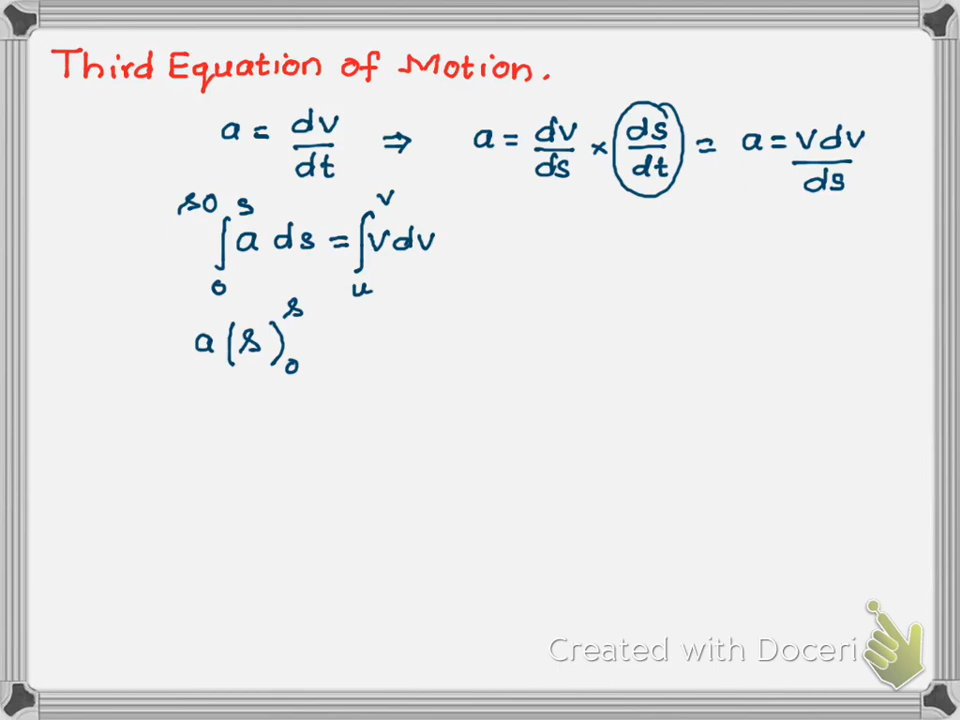 Third Equation of Motion.
a = dv/dt ⇒ a = dv/ds × ds/dt = a = vdv/ds
so ∫₀ˢ a ds = ∫ᵤᵛ vdv
a(s)₀ˢ
Created with Doceri